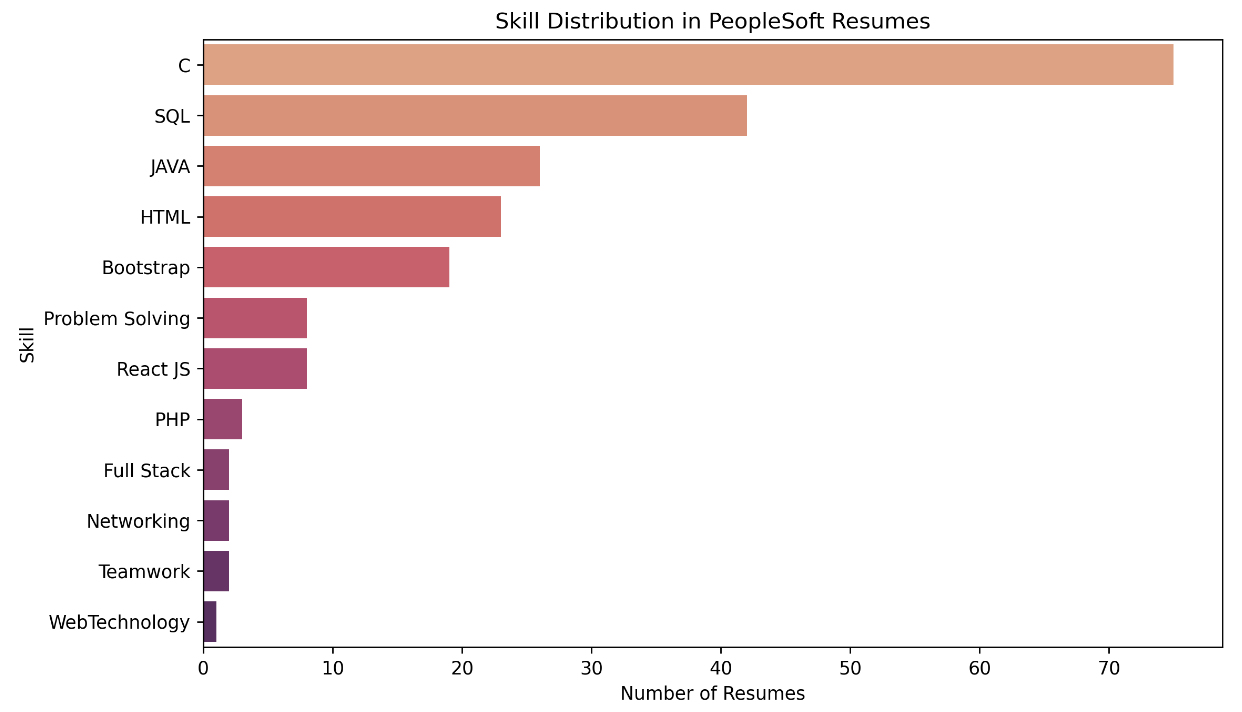 Skill Distribution in PeopleSoft Resumes
C
SQL
JAVA
HTML
Bootstrap
Problem Solving
React JS
PHP
Full Stack
Networking
Teamwork
WebTechnology
Skill
0 10 20 30 40 50 60 70
Number of Resumes